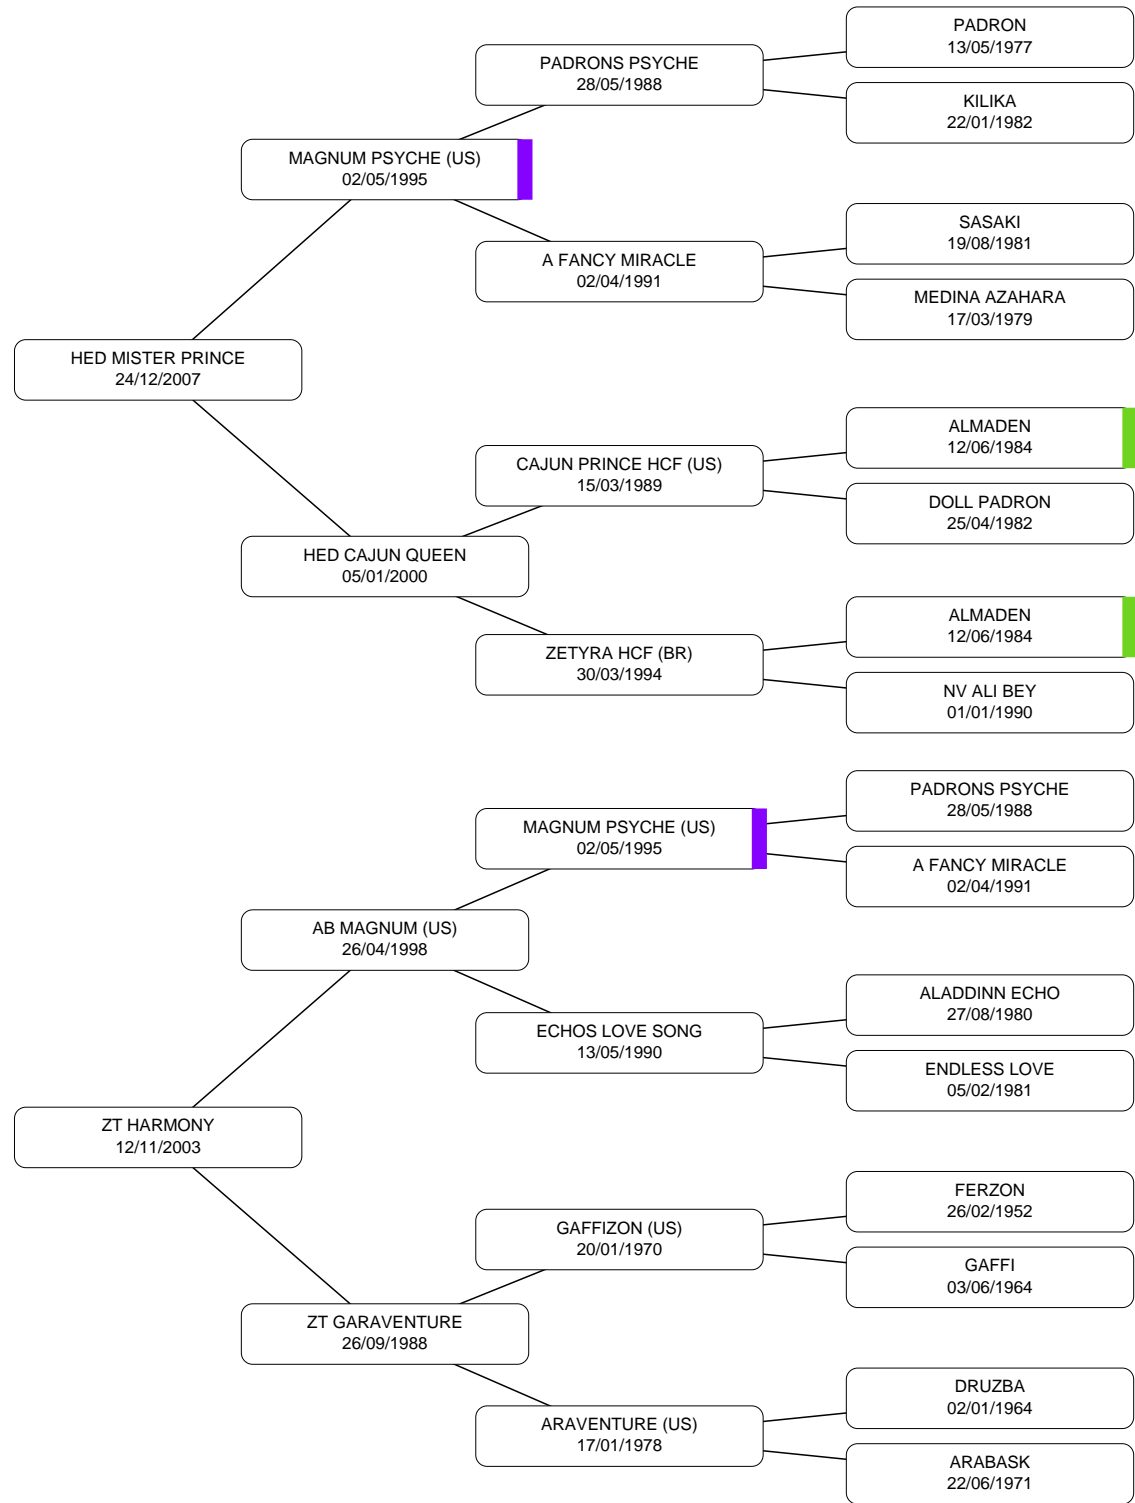 PADRON
13/05/1977
PADRONS PSYCHE
28/05/1988
KILIKA
22/01/1982
MAGNUM PSYCHE (US)
02/05/1995
SASAKI
19/08/1981
A FANCY MIRACLE
02/04/1991
MEDINA AZAHARA
17/03/1979
HED MISTER PRINCE
24/12/2007
ALMADEN
12/06/1984
CAJUN PRINCE HCF (US)
15/03/1989
DOLL PADRON
25/04/1982
HED CAJUN QUEEN
05/01/2000
ALMADEN
12/06/1984
ZETYRA HCF (BR)
30/03/1994
NV ALI BEY
01/01/1990
PADRONS PSYCHE
28/05/1988
MAGNUM PSYCHE (US)
02/05/1995
A FANCY MIRACLE
02/04/1991
AB MAGNUM (US)
26/04/1998
ALADDINN ECHO
27/08/1980
ECHOS LOVE SONG
13/05/1990
ENDLESS LOVE
05/02/1981
ZT HARMONY
12/11/2003
FERZON
26/02/1952
GAFFIZON (US)
20/01/1970
GAFFI
03/06/1964
ZT GARAVENTURE
26/09/1988
DRUZBA
02/01/1964
ARAVENTURE (US)
17/01/1978
ARABASK
22/06/1971